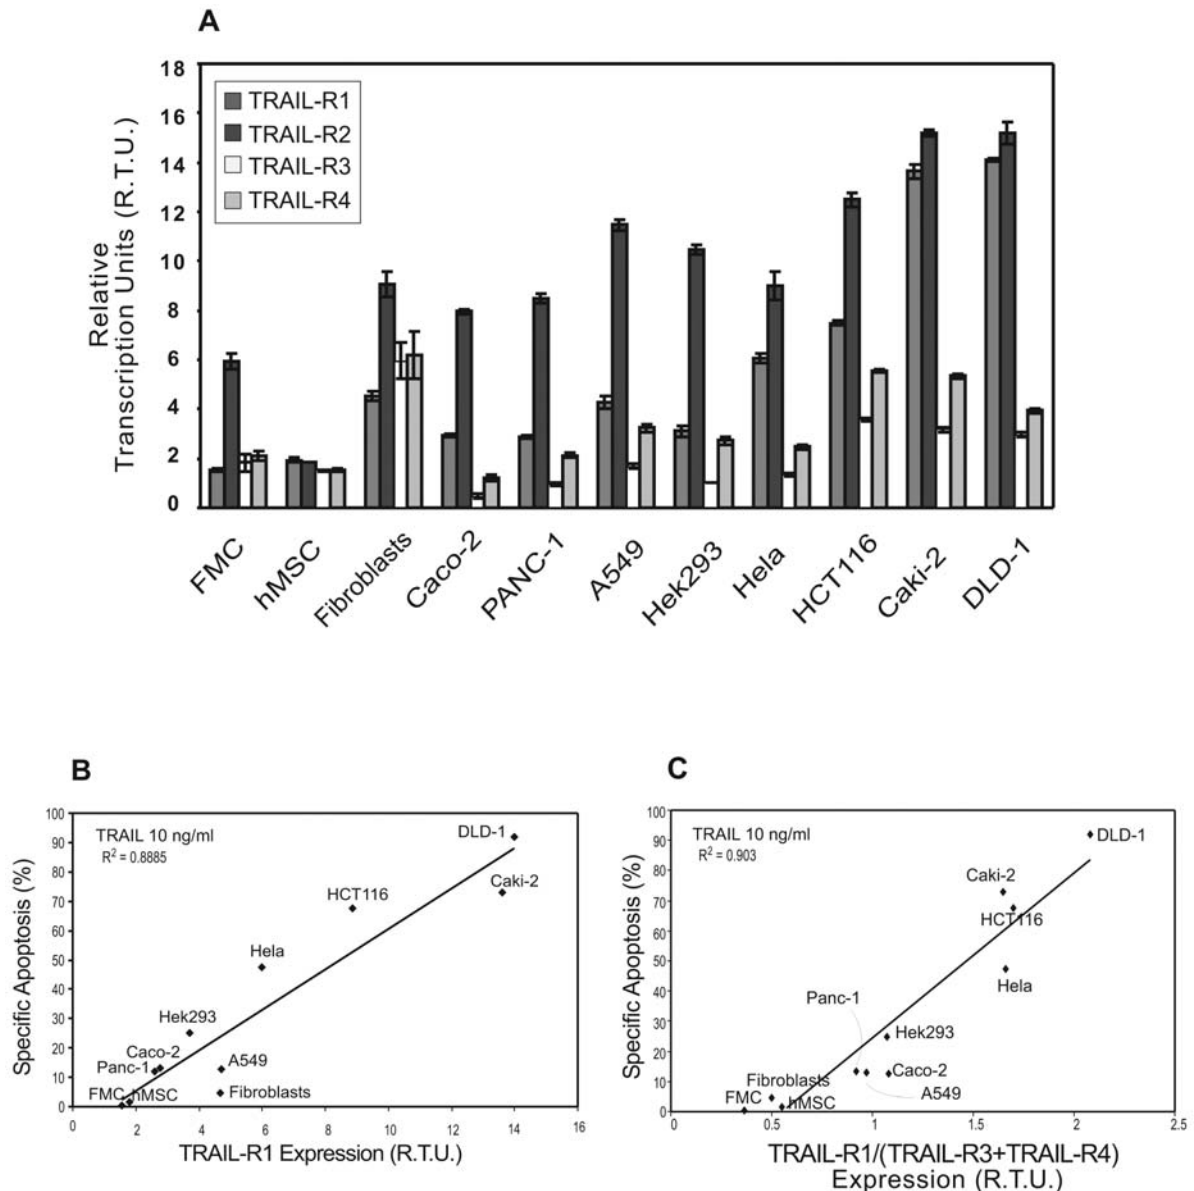 A
18
16
14
12
10
8
6
4
2
0
Relative
Transcription Units (R.T.U.)
TRAIL-R1
TRAIL-R2
TRAIL-R3
TRAIL-R4
FMC
hMSC
Fibroblasts
Caco-2
PANC-1
A549
Hek293
Hela
HCT116
Caki-2
DLD-1
B
100
90
80
70
60
50
40
30
20
10
0
Specific Apoptosis (%)
TRAIL 10 ng/ml
R² = 0.8885
DLD-1
Caki-2
HCT116
Hela
Hek293
Caco-2
Panc-1
A549
FMC
hMSC
Fibroblasts
0 2 4 6 8 10 12 14 16
TRAIL-R1 Expression (R.T.U.)
C
100
90
80
70
60
50
40
30
20
10
0
Specific Apoptosis (%)
TRAIL 10 ng/ml
R² = 0.903
DLD-1
Caki-2
HCT116
Hela
Panc-1
Hek293
Caco-2
Fibroblasts
A549
FMC
hMSC
0 0.5 1 1.5 2 2.5
TRAIL-R1/(TRAIL-R3+TRAIL-R4)
Expression (R.T.U.)